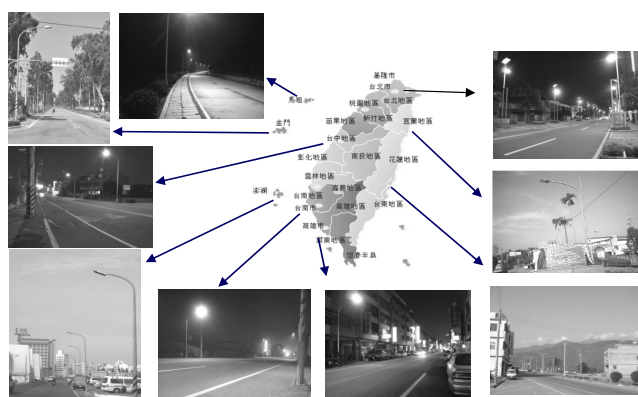 基隆市
台北市
馬祖
桃園地區
台北地區
苗栗地區
新竹地區
宜蘭地區
金門
台中地區
彰化地區
南投地區
花蓮地區
雲林地區
嘉義地區
澎湖
台南地區
高雄地區
台東地區
台南市
高雄市
屏東地區
恆春半島